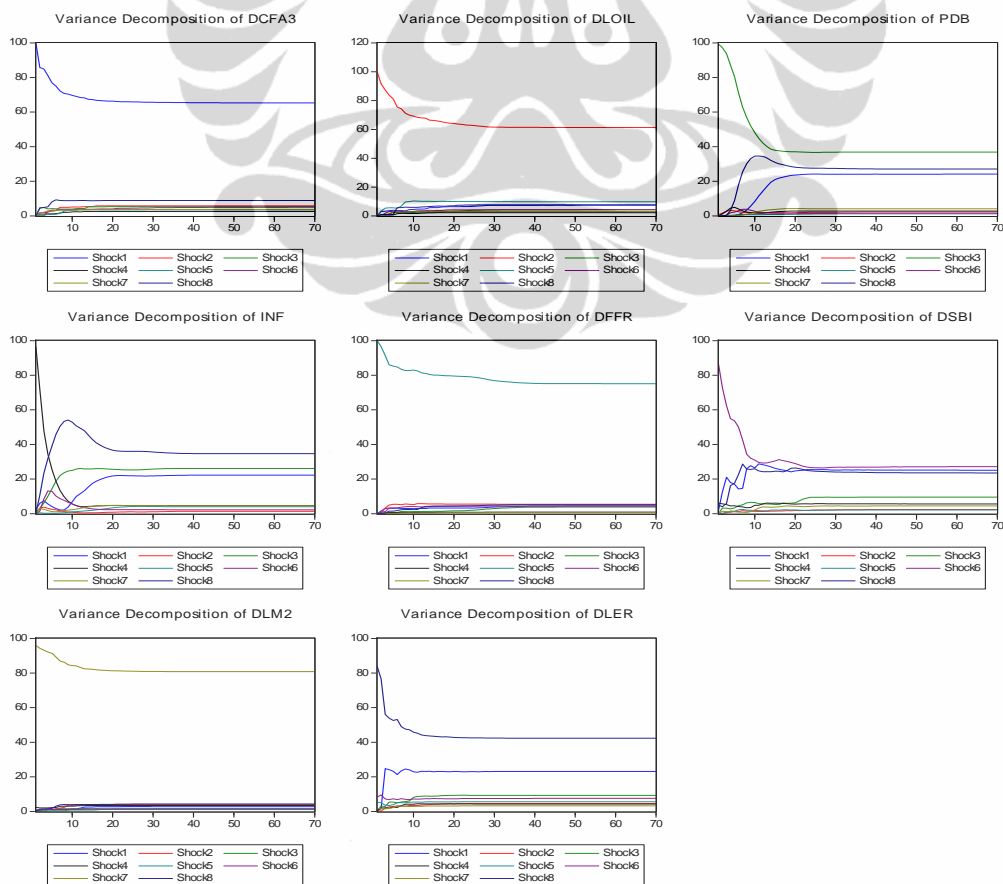 Variance Decomposition of DCFA3
100
80
60
40
20
0
10 20 30 40 50 60 70
Shock1 Shock2 Shock3
Shock4 Shock5 Shock6
Shock7 Shock8
Variance Decomposition of DLOIL
120
100
80
60
40
20
0
10 20 30 40 50 60 70
Shock1 Shock2 Shock3
Shock4 Shock5 Shock6
Shock7 Shock8
Variance Decomposition of PDB
100
80
60
40
20
0
10 20 30 40 50 60 70
Shock1 Shock2 Shock3
Shock4 Shock5 Shock6
Shock7 Shock8
Variance Decomposition of INF
100
80
60
40
20
0
10 20 30 40 50 60 70
Shock1 Shock2 Shock3
Shock4 Shock5 Shock6
Shock7 Shock8
Variance Decomposition of DFFR
100
80
60
40
20
0
10 20 30 40 50 60 70
Shock1 Shock2 Shock3
Shock4 Shock5 Shock6
Shock7 Shock8
Variance Decomposition of DSBI
100
80
60
40
20
0
10 20 30 40 50 60 70
Shock1 Shock2 Shock3
Shock4 Shock5 Shock6
Shock7 Shock8
Variance Decomposition of DLM2
100
80
60
40
20
0
10 20 30 40 50 60 70
Shock1 Shock2 Shock3
Shock4 Shock5 Shock6
Shock7 Shock8
Variance Decomposition of DLER
100
80
60
40
20
0
10 20 30 40 50 60 70
Shock1 Shock2 Shock3
Shock4 Shock5 Shock6
Shock7 Shock8